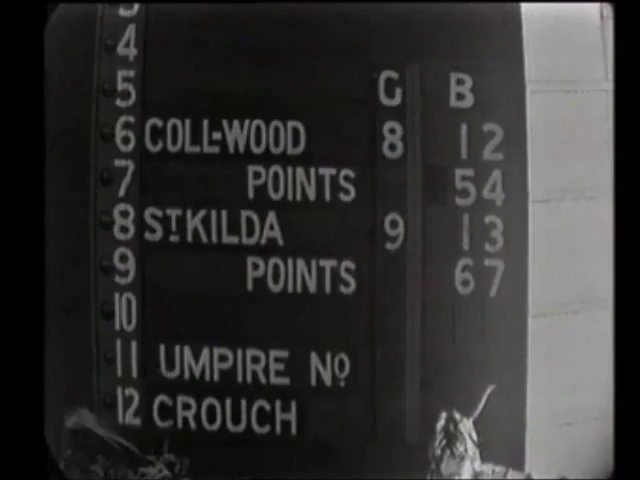 4
5 G B
6 COLL-WOOD 8 12
7 POINTS 54
8 ST KILDA 9 13
9 POINTS 67
10
11 UMPIRE NO
12 CROUCH